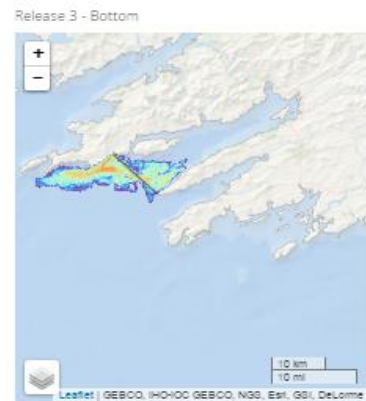 Release 3 - Bottom
+
−
10 km
10 mi
Leaflet | GEBCO, IHO-IOC GEBCO, NGS, Esri, GSI, DeLorme